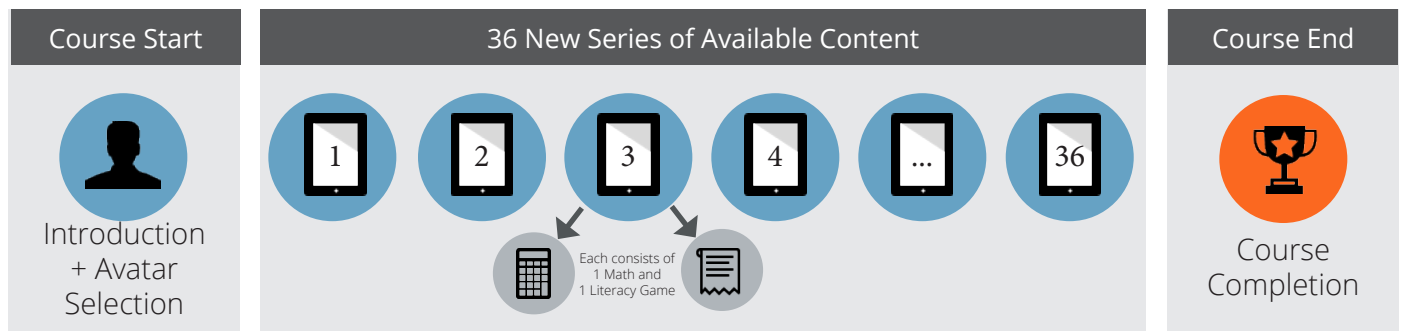 Course Start
36 New Series of Available Content
Course End
1
2
3
4
...
36
Introduction
+ Avatar
Selection
Each consists of
1 Math and
1 Literacy Game
Course
Completion